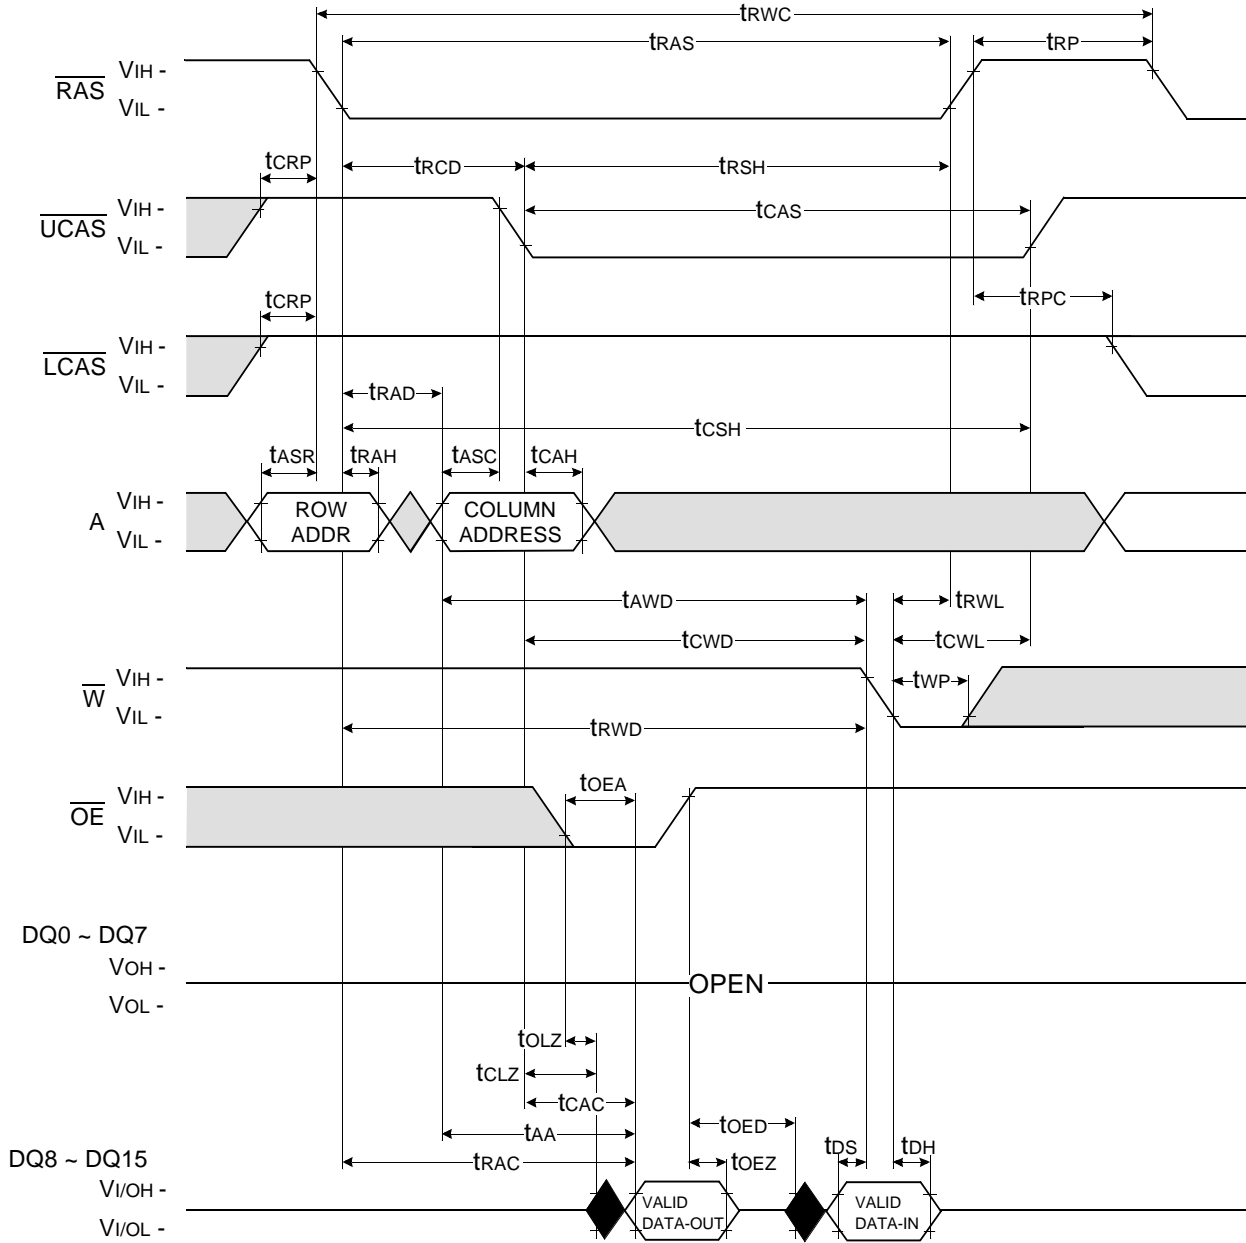 tRWC
tRAS
tRP
RAS
VIH -
VIL -
tCRP
tRCD
tRSH
UCAS
VIH -
VIL -
tCAS
tCRP
tRPC
LCAS
VIH -
VIL -
tRAD
tCSH
tASR
tRAH
tASC
tCAH
A
VIH -
VIL -
ROW
ADDR
COLUMN
ADDRESS
tAWD
tRWL
tCWD
tCWL
W
VIH -
VIL -
tWP
tRWD
tOEA
OE
VIH -
VIL -
DQ0 ~ DQ7
VOH -
VOL -
OPEN
tOLZ
tCLZ
tCAC
tOED
tAA
tDS
tDH
tRAC
tOEZ
DQ8 ~ DQ15
VI/OH -
VI/OL -
VALID
DATA-OUT
VALID
DATA-IN